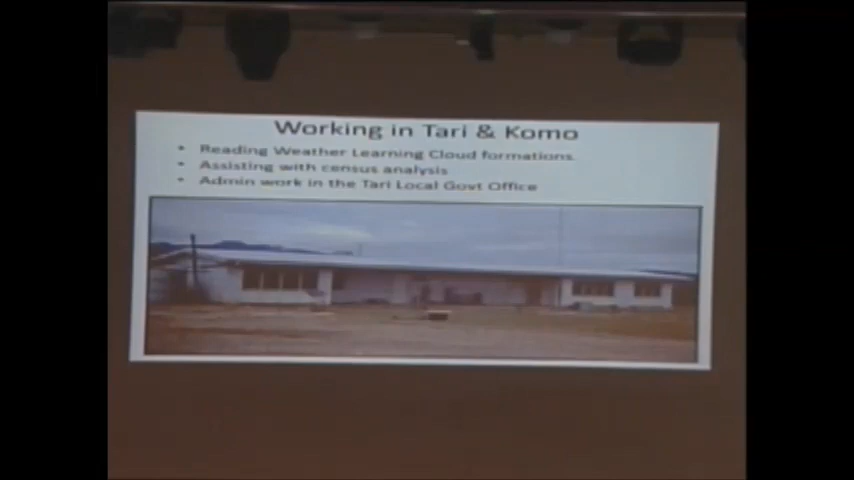 Working in Tari & Komo
• Reading Weather Learning Cloud formations.
• Assisting with census analysis
• Admin work in the Tari Local Govt Office